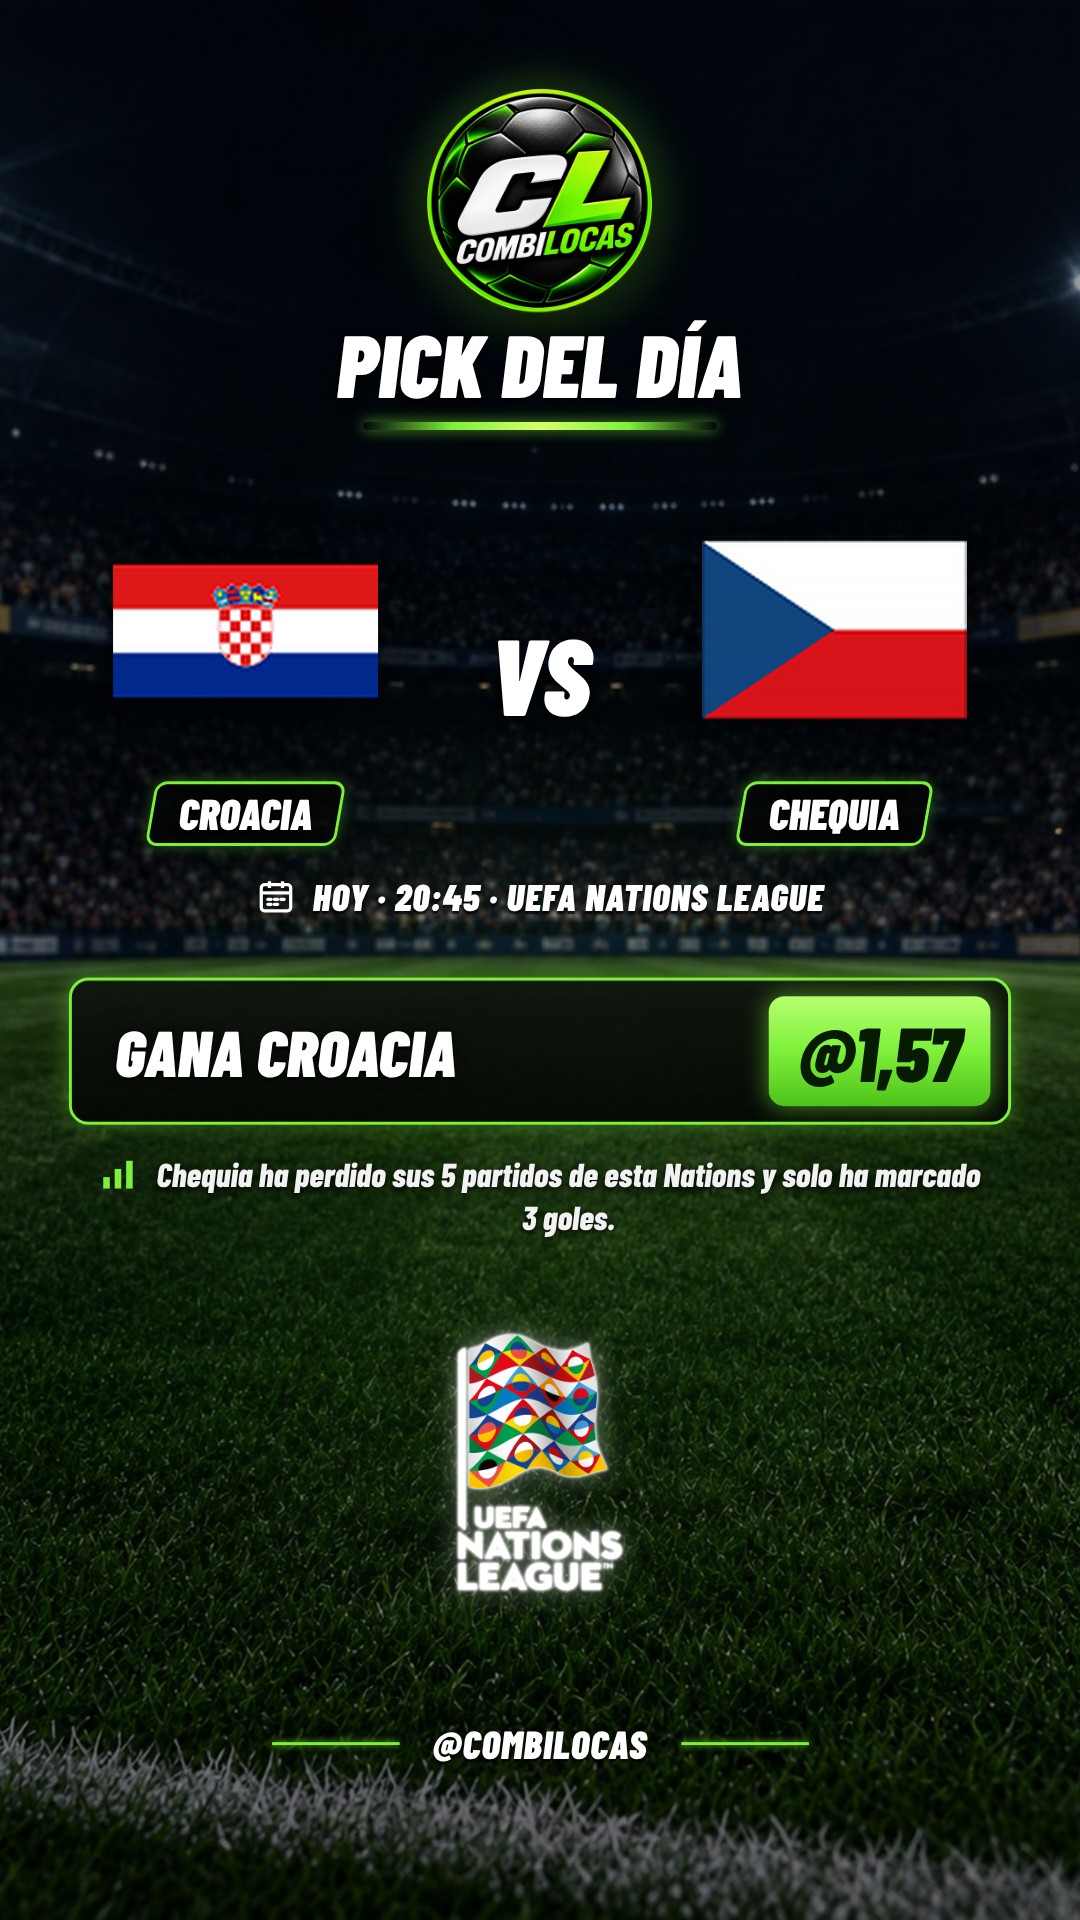 CL
COMBILOCAS
PICK DEL DÍA
VS
CROACIA
CHEQUIA
HOY · 20:45 · UEFA NATIONS LEAGUE
GANA CROACIA
@1,57
Chequia ha perdido sus 5 partidos de esta Nations y solo ha marcado
3 goles.
UEFA
NATIONS
LEAGUE™
@COMBILOCAS